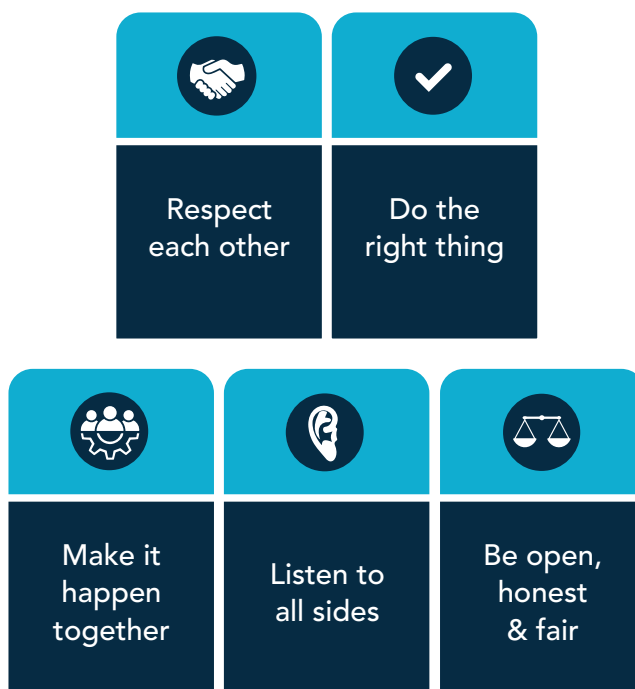 Respect
each other
Do the
right thing
Make it
happen
together
Listen to
all sides
Be open,
honest
& fair